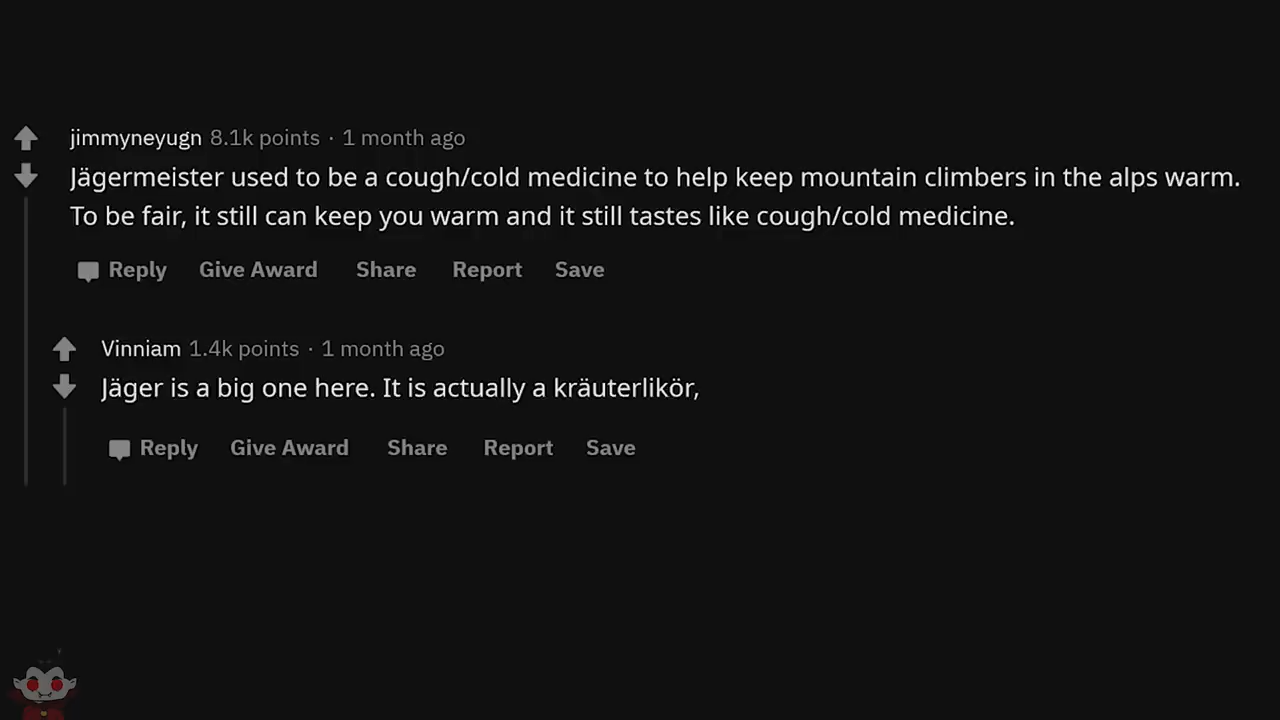 jimmyneyugn 8.1k points · 1 month ago
Jägermeister used to be a cough/cold medicine to help keep mountain climbers in the alps warm.
To be fair, it still can keep you warm and it still tastes like cough/cold medicine.
Reply Give Award Share Report Save
Vinniam 1.4k points · 1 month ago
Jäger is a big one here. It is actually a kräuterlikör,
Reply Give Award Share Report Save